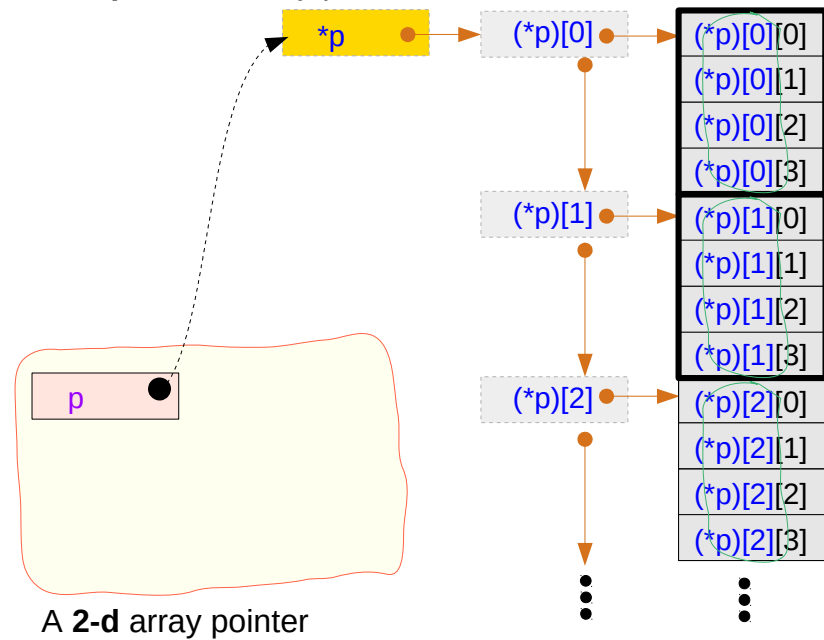 *p
(*p)[0]
(*p)[0][0]
(*p)[0][1]
(*p)[0][2]
(*p)[0][3]
(*p)[1]
(*p)[1][0]
(*p)[1][1]
(*p)[1][2]
(*p)[1][3]
(*p)[2]
(*p)[2][0]
(*p)[2][1]
(*p)[2][2]
(*p)[2][3]
p
A 2-d array pointer